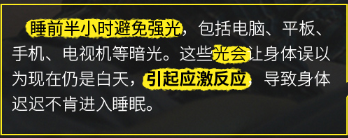 睡前半小时避免强光，包括电脑、平板、
手机、电视机等暗光。这些光会让身体误以
为现在仍是白天，引起应激反应　导致身体
迟迟不肯进入睡眠。